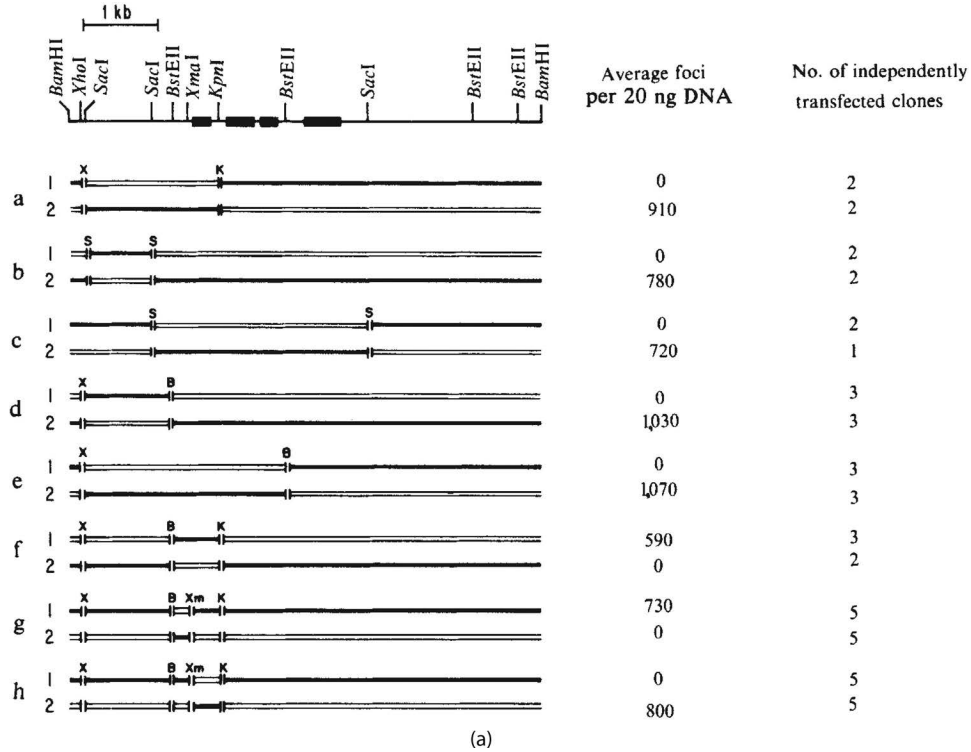 1 kb
BamHI XhoI SacI SacI BstEII XmaI KpnI BstEII SacI BstEII BstEII BamHI
Average foci per 20 ng DNA
No. of independently transfected clones
X K
a 1 0 2
2 910 2
S S
b 1 0 2
2 780 2
S S
c 1 0 2
2 720 1
X B
d 1 0 3
2 1,030 3
X B
e 1 0 3
2 1,070 3
X B K
f 1 590 3
2 0 2
X B Xm K
g 1 730 5
2 0 5
X B Xm K
h 1 0 5
2 800 5
(a)